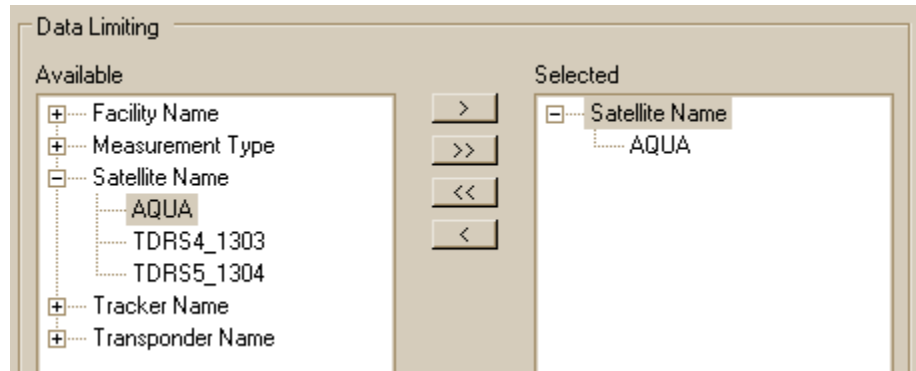 Data Limiting
Available
Facility Name
Measurement Type
Satellite Name
AQUA
TDRS4_1303
TDRS5_1304
Tracker Name
Transponder Name
>
>>
<<
<
Selected
Satellite Name
AQUA